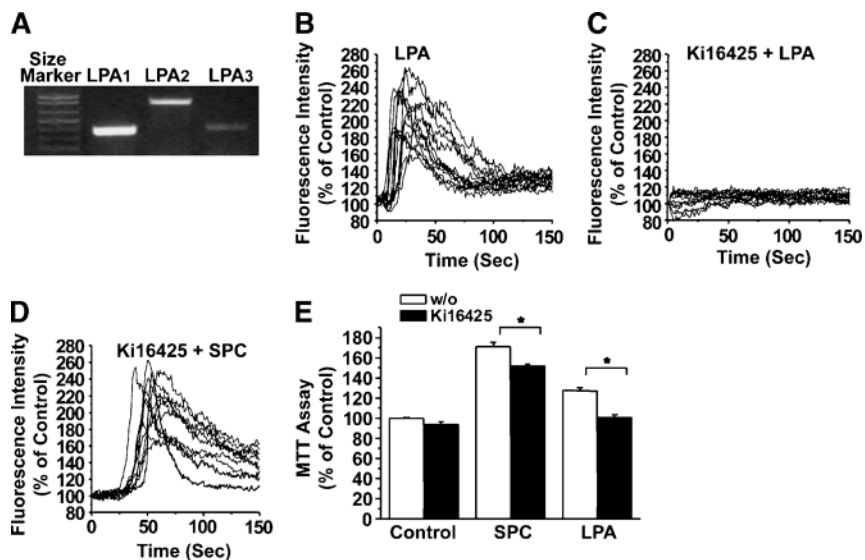 A
Size
Marker LPA1 LPA2 LPA3
B
LPA
Fluorescence Intensity
(% of Control)
280
260
240
220
200
180
160
140
120
100
80
0 50 100 150
Time (Sec)
C
Ki16425 + LPA
Fluorescence Intensity
(% of Control)
280
260
240
220
200
180
160
140
120
100
80
0 50 100 150
Time (Sec)
D
Ki16425 + SPC
Fluorescence Intensity
(% of Control)
280
260
240
220
200
180
160
140
120
100
80
0 50 100 150
Time (Sec)
E
w/o
Ki16425
* *
MTT Assay
(% of Control)
180
160
140
120
100
80
60
40
20
0
Control SPC LPA